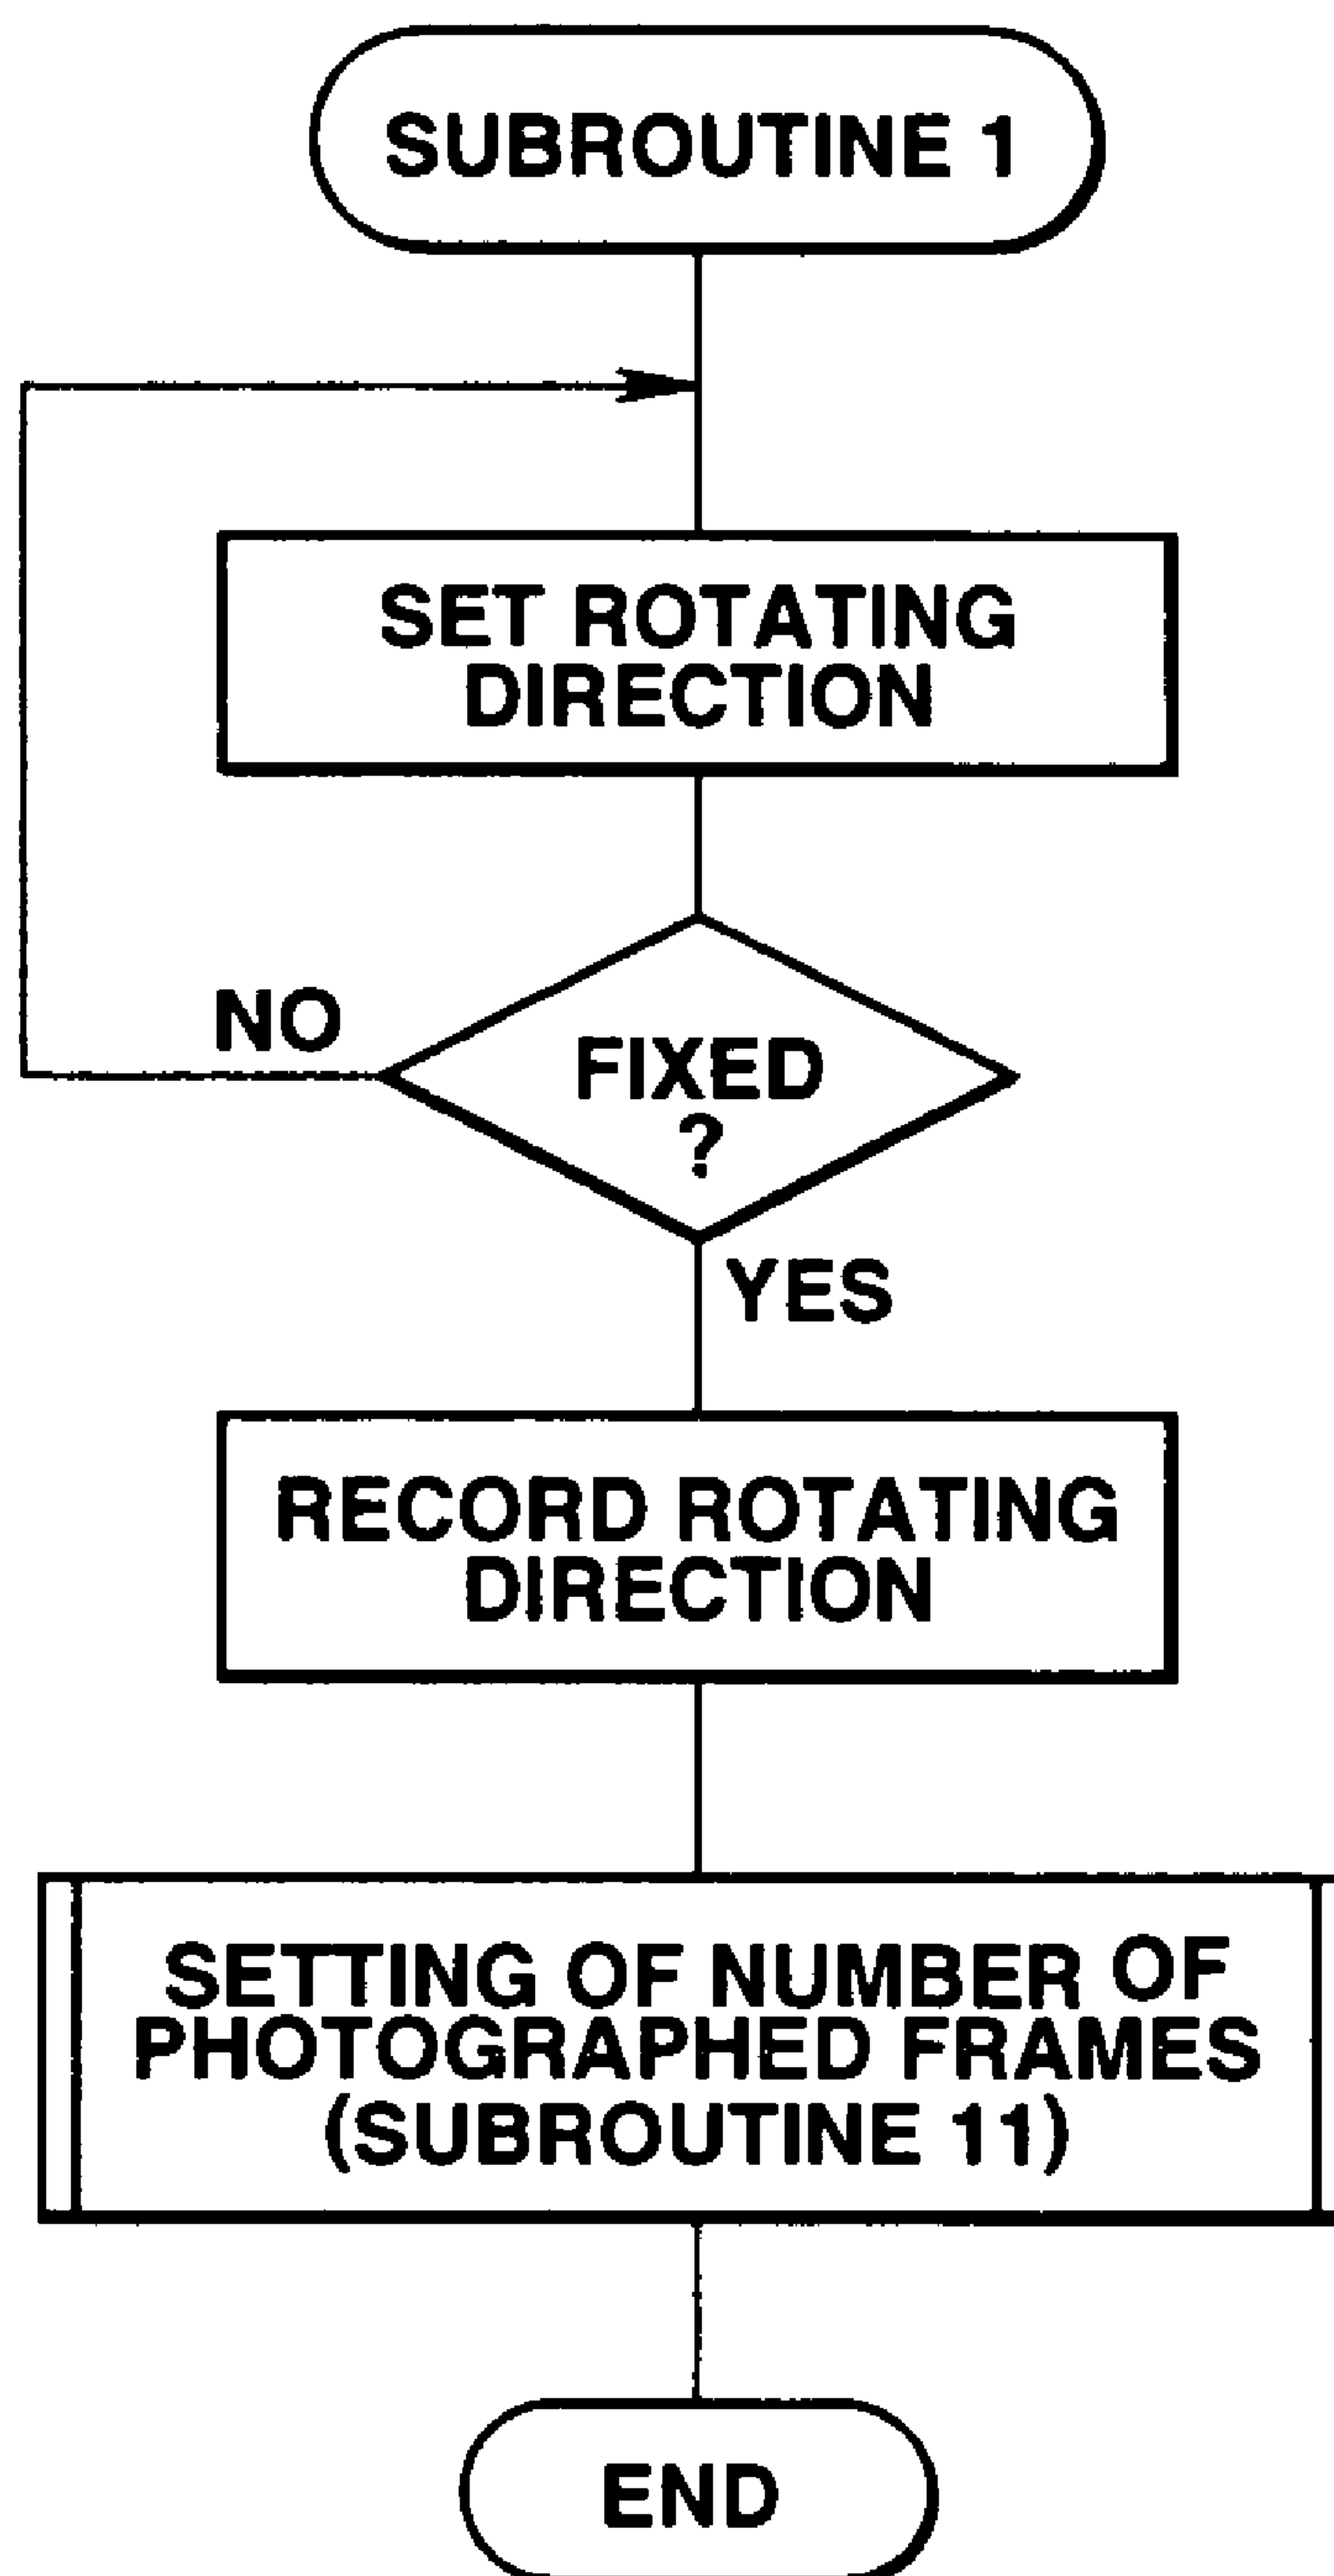 SUBROUTINE 1
SET ROTATING
DIRECTION
NO
FIXED
?
YES
RECORD ROTATING
DIRECTION
SETTING OF NUMBER OF
PHOTOGRAPHED FRAMES
(SUBROUTINE 11)
END